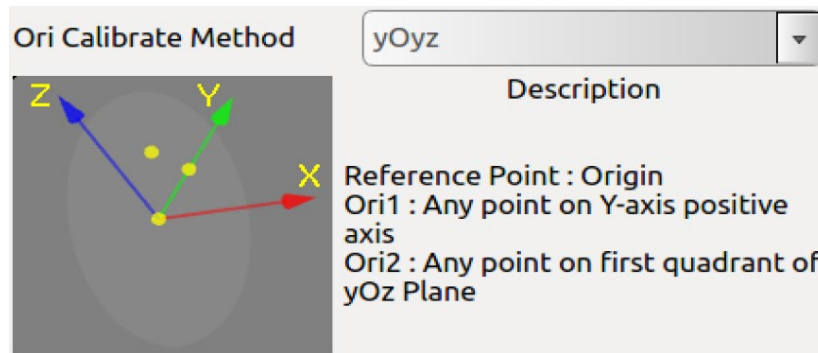 Ori Calibrate Method
yOyz
Z
Y
X
Description
Reference Point : Origin
Ori1 : Any point on Y-axis positive
axis
Ori2 : Any point on first quadrant of
yOz Plane